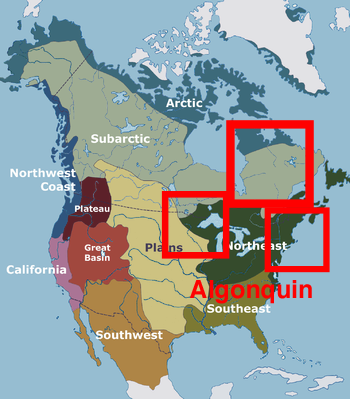 Arctic
Subarctic
Northwest
Coast
Plateau
Great
Basin
Plains
Northeast
California
Algonquin
Southeast
Southwest